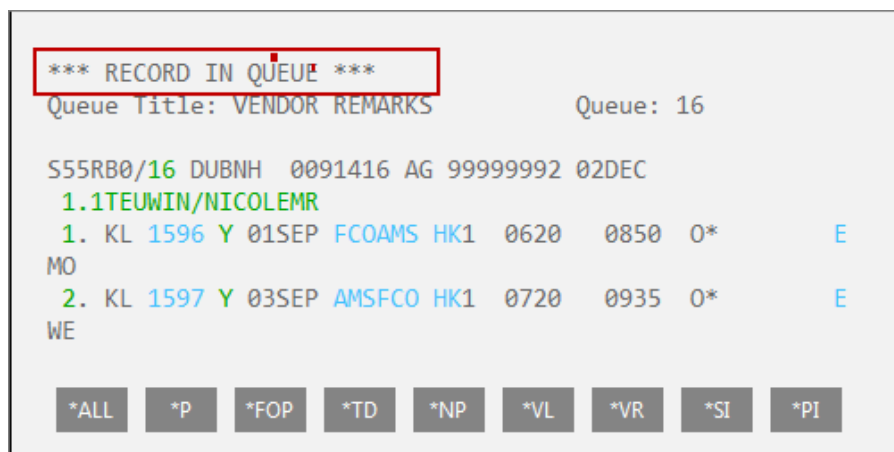 *** RECORD IN QUEUE ***
Queue Title: VENDOR REMARKS Queue: 16
S55RB0/16 DUBNH 0091416 AG 99999992 02DEC
1.1TEUWIN/NICOLEMR
1. KL 1596 Y 01SEP FCOAMS HK1 0620 0850 O* E
MO
2. KL 1597 Y 03SEP AMSFCO HK1 0720 0935 O* E
WE
*ALL *P *FOP *TD *NP *VL *VR *SI *PI